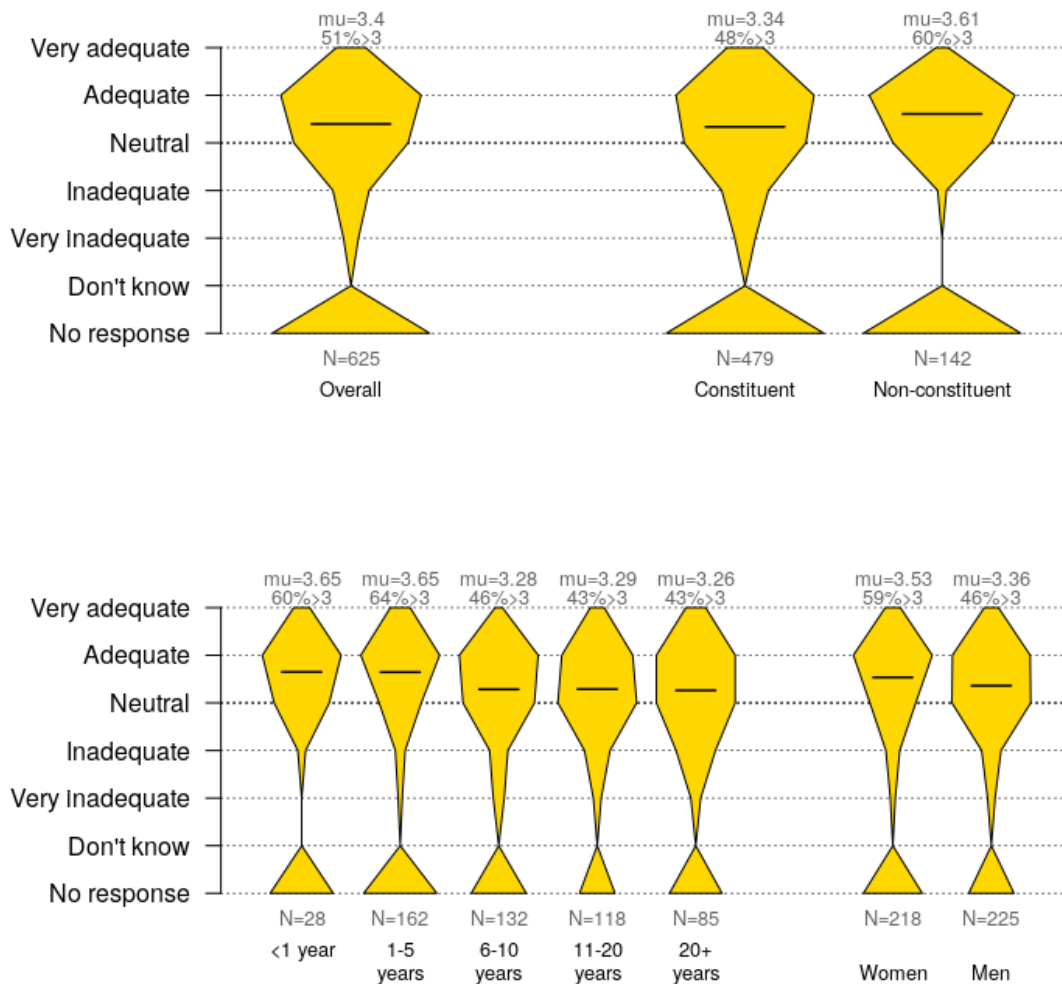 mu=3.4 mu=3.34 mu=3.61
51%>3 48%>3 60%>3
Very adequate
Adequate
Neutral
Inadequate
Very inadequate
Don't know
No response
N=625 N=479 N=142
Overall Constituent Non-constituent
mu=3.65 mu=3.65 mu=3.28 mu=3.29 mu=3.26 mu=3.53 mu=3.36
60%>3 64%>3 46%>3 43%>3 43%>3 59%>3 46%>3
Very adequate
Adequate
Neutral
Inadequate
Very inadequate
Don't know
No response
N=28 N=162 N=132 N=118 N=85 N=218 N=225
<1 year 1-5 6-10 11-20 20+
years years years years Women Men